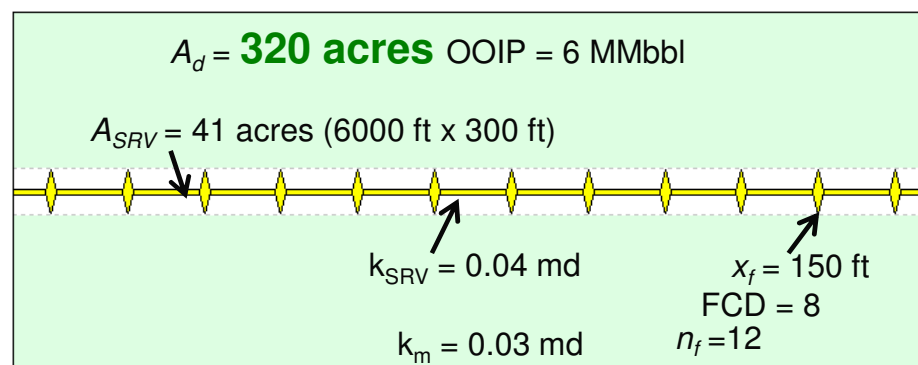 A_d = 320 acres OOIP = 6 MMbbl
A_SRV = 41 acres (6000 ft x 300 ft)
k_SRV = 0.04 md
x_f = 150 ft
FCD = 8
k_m = 0.03 md
n_f =12